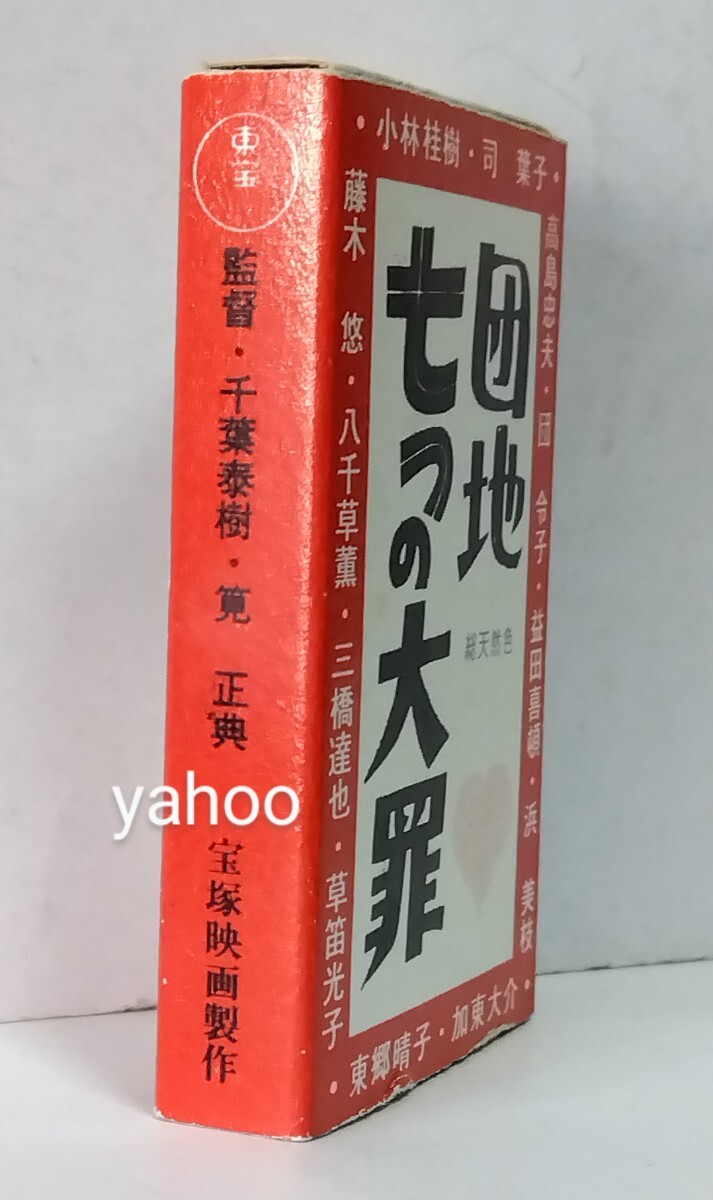 東宝
監督・千葉泰樹・筧 正典 宝塚映画製作
・小林桂樹・司 葉子・
高島忠夫・団 令子・益田喜頓・浜 美枝
藤木 悠・八千草薫・三橋達也・草笛光子
・東郷晴子・加東大介・
団地
七つの大罪
総天然色
yahoo